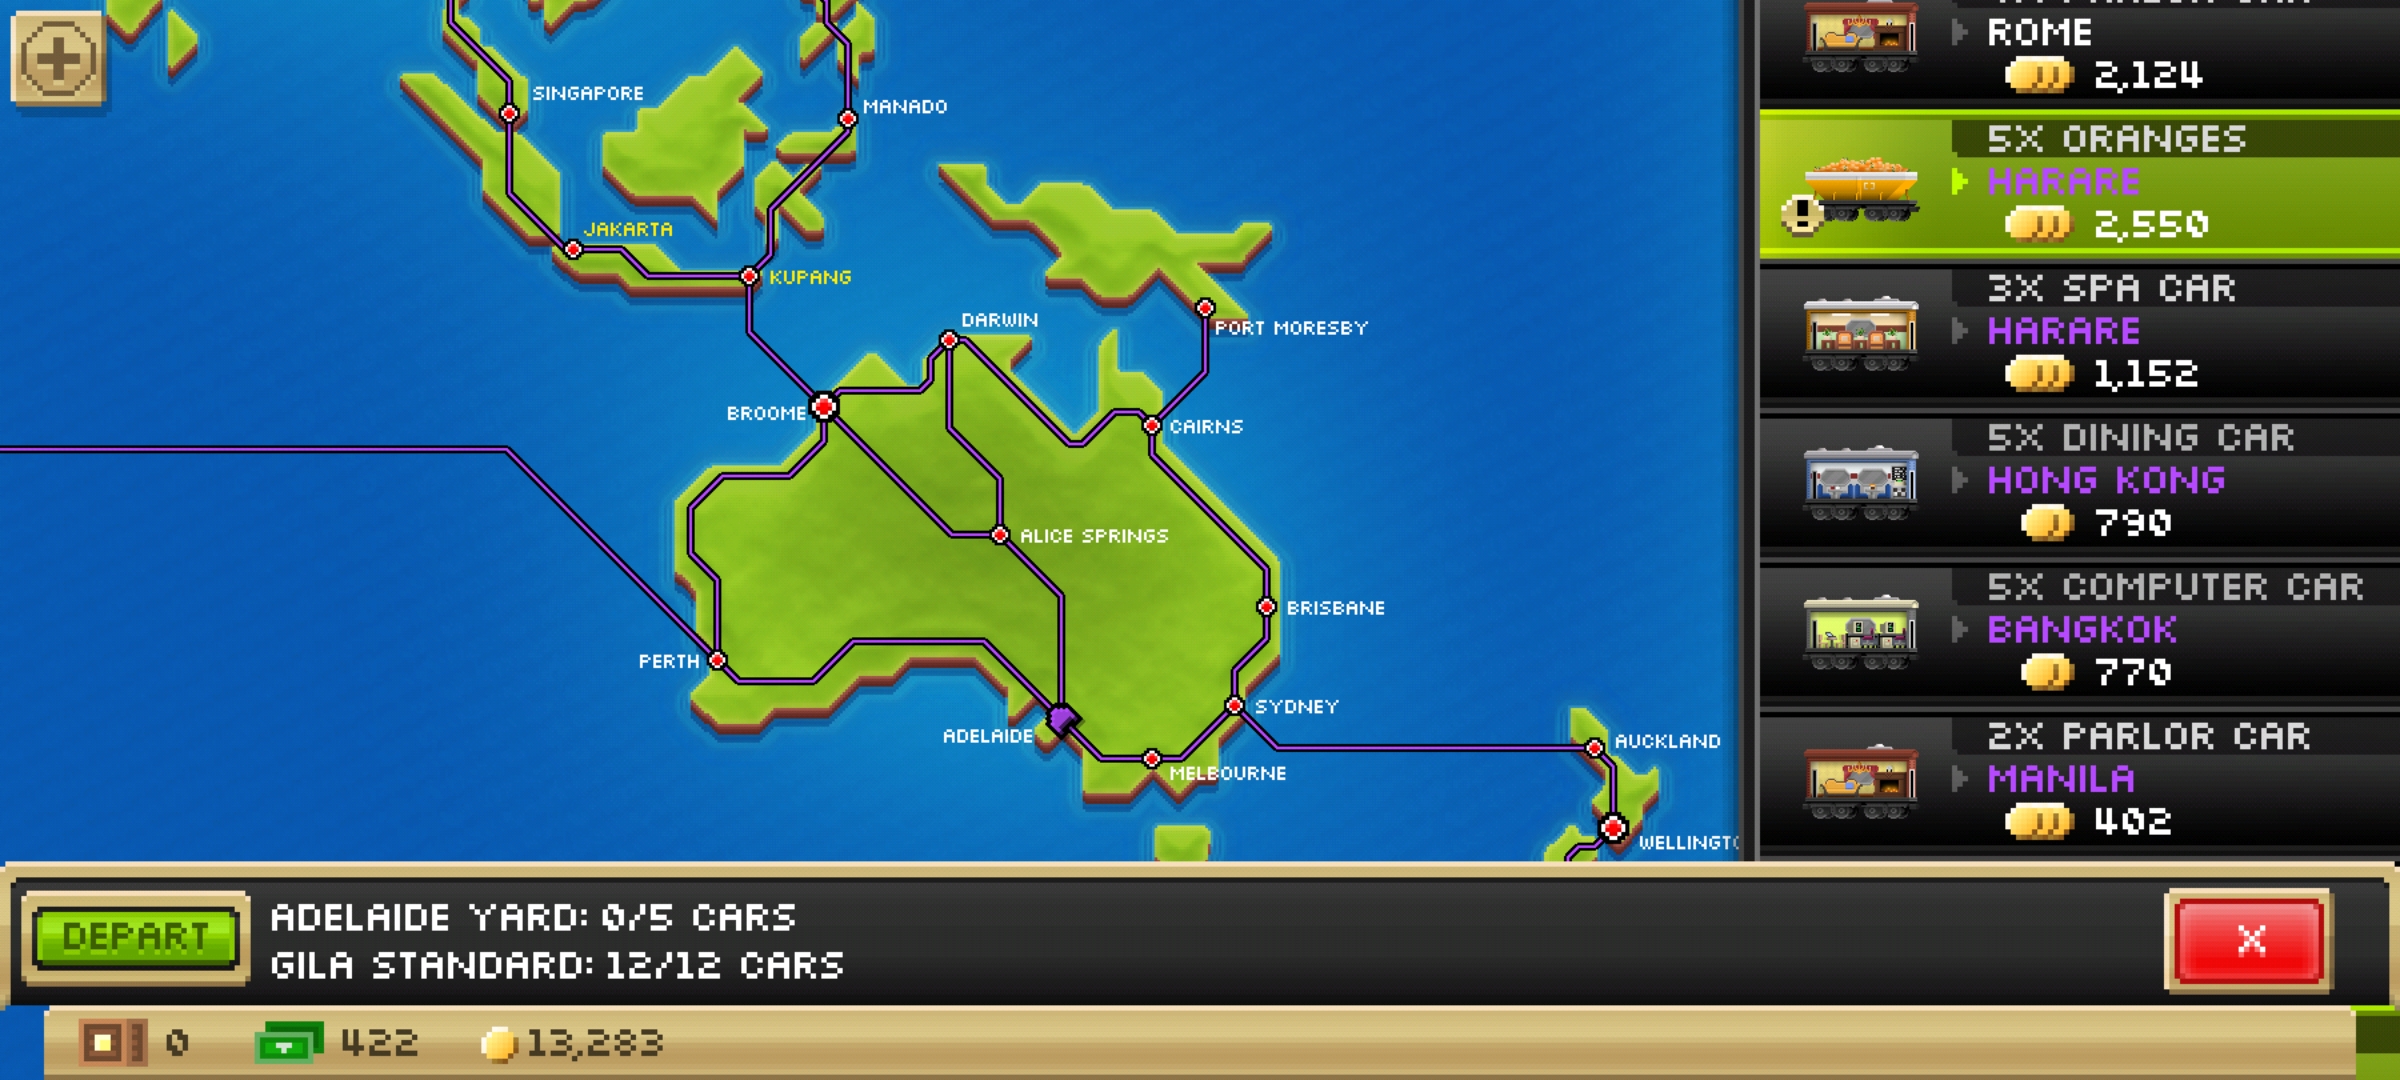 SINGAPORE
MANADO
JAKARTA
KUPANG
DARWIN
PORT MORESBY
BROOME
CAIRNS
ALICE SPRINGS
BRISBANE
PERTH
SYDNEY
ADELAIDE
MELBOURNE
AUCKLAND
WELLINGTO
ROME
2,124
5X ORANGES
HARARE
2,550
3X SPA CAR
HARARE
1,152
5X DINING CAR
HONG KONG
790
5X COMPUTER CAR
BANGKOK
770
2X PARLOR CAR
MANILA
402
DEPART
ADELAIDE YARD: 0/5 CARS
GILA STANDARD: 12/12 CARS
X
0
422
13,283